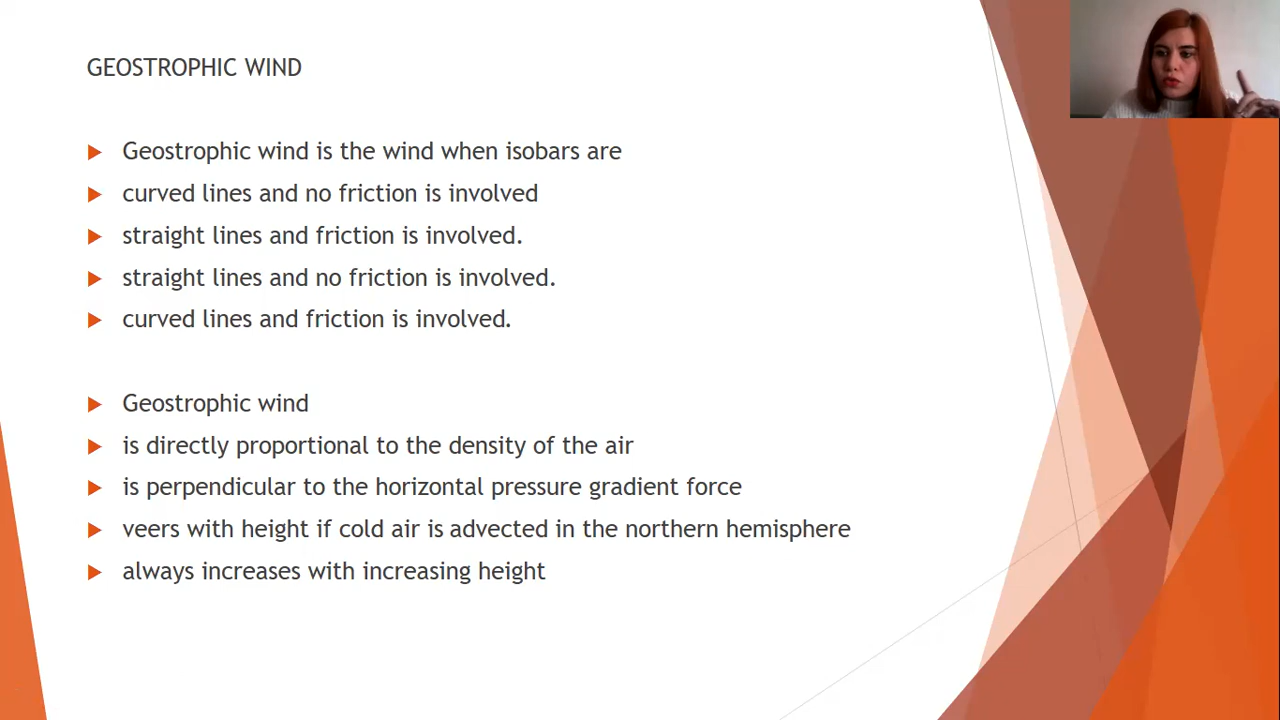 GEOSTROPHIC WIND
Geostrophic wind is the wind when isobars are
curved lines and no friction is involved
straight lines and friction is involved.
straight lines and no friction is involved.
curved lines and friction is involved.
Geostrophic wind
is directly proportional to the density of the air
is perpendicular to the horizontal pressure gradient force
veers with height if cold air is advected in the northern hemisphere
always increases with increasing height